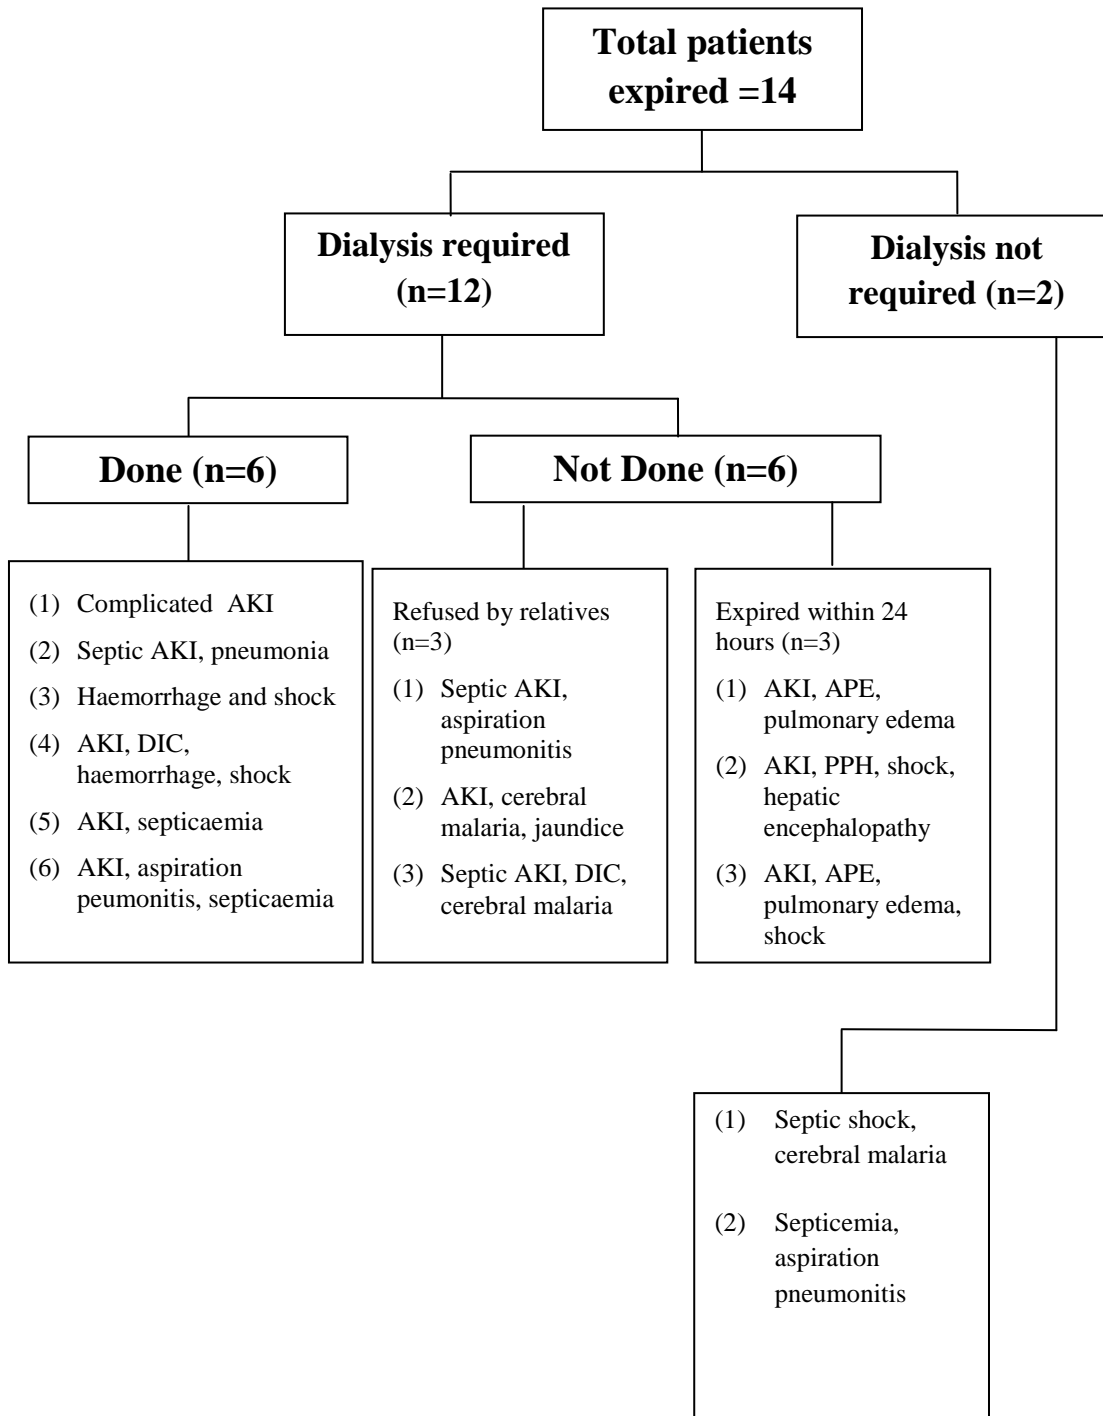 Total patients
expired =14
Dialysis required
(n=12)
Dialysis not
required (n=2)
Done (n=6)
Not Done (n=6)
(1) Complicated AKI
(2) Septic AKI, pneumonia
(3) Haemorrhage and shock
(4) AKI, DIC,
haemorrhage, shock
(5) AKI, septicaemia
(6) AKI, aspiration
peumonitis, septicaemia
Refused by relatives
(n=3)
(1) Septic AKI,
aspiration
pneumonitis
(2) AKI, cerebral
malaria, jaundice
(3) Septic AKI, DIC,
cerebral malaria
Expired within 24
hours (n=3)
(1) AKI, APE,
pulmonary edema
(2) AKI, PPH, shock,
hepatic
encephalopathy
(3) AKI, APE,
pulmonary edema,
shock
(1) Septic shock,
cerebral malaria
(2) Septicemia,
aspiration
pneumonitis